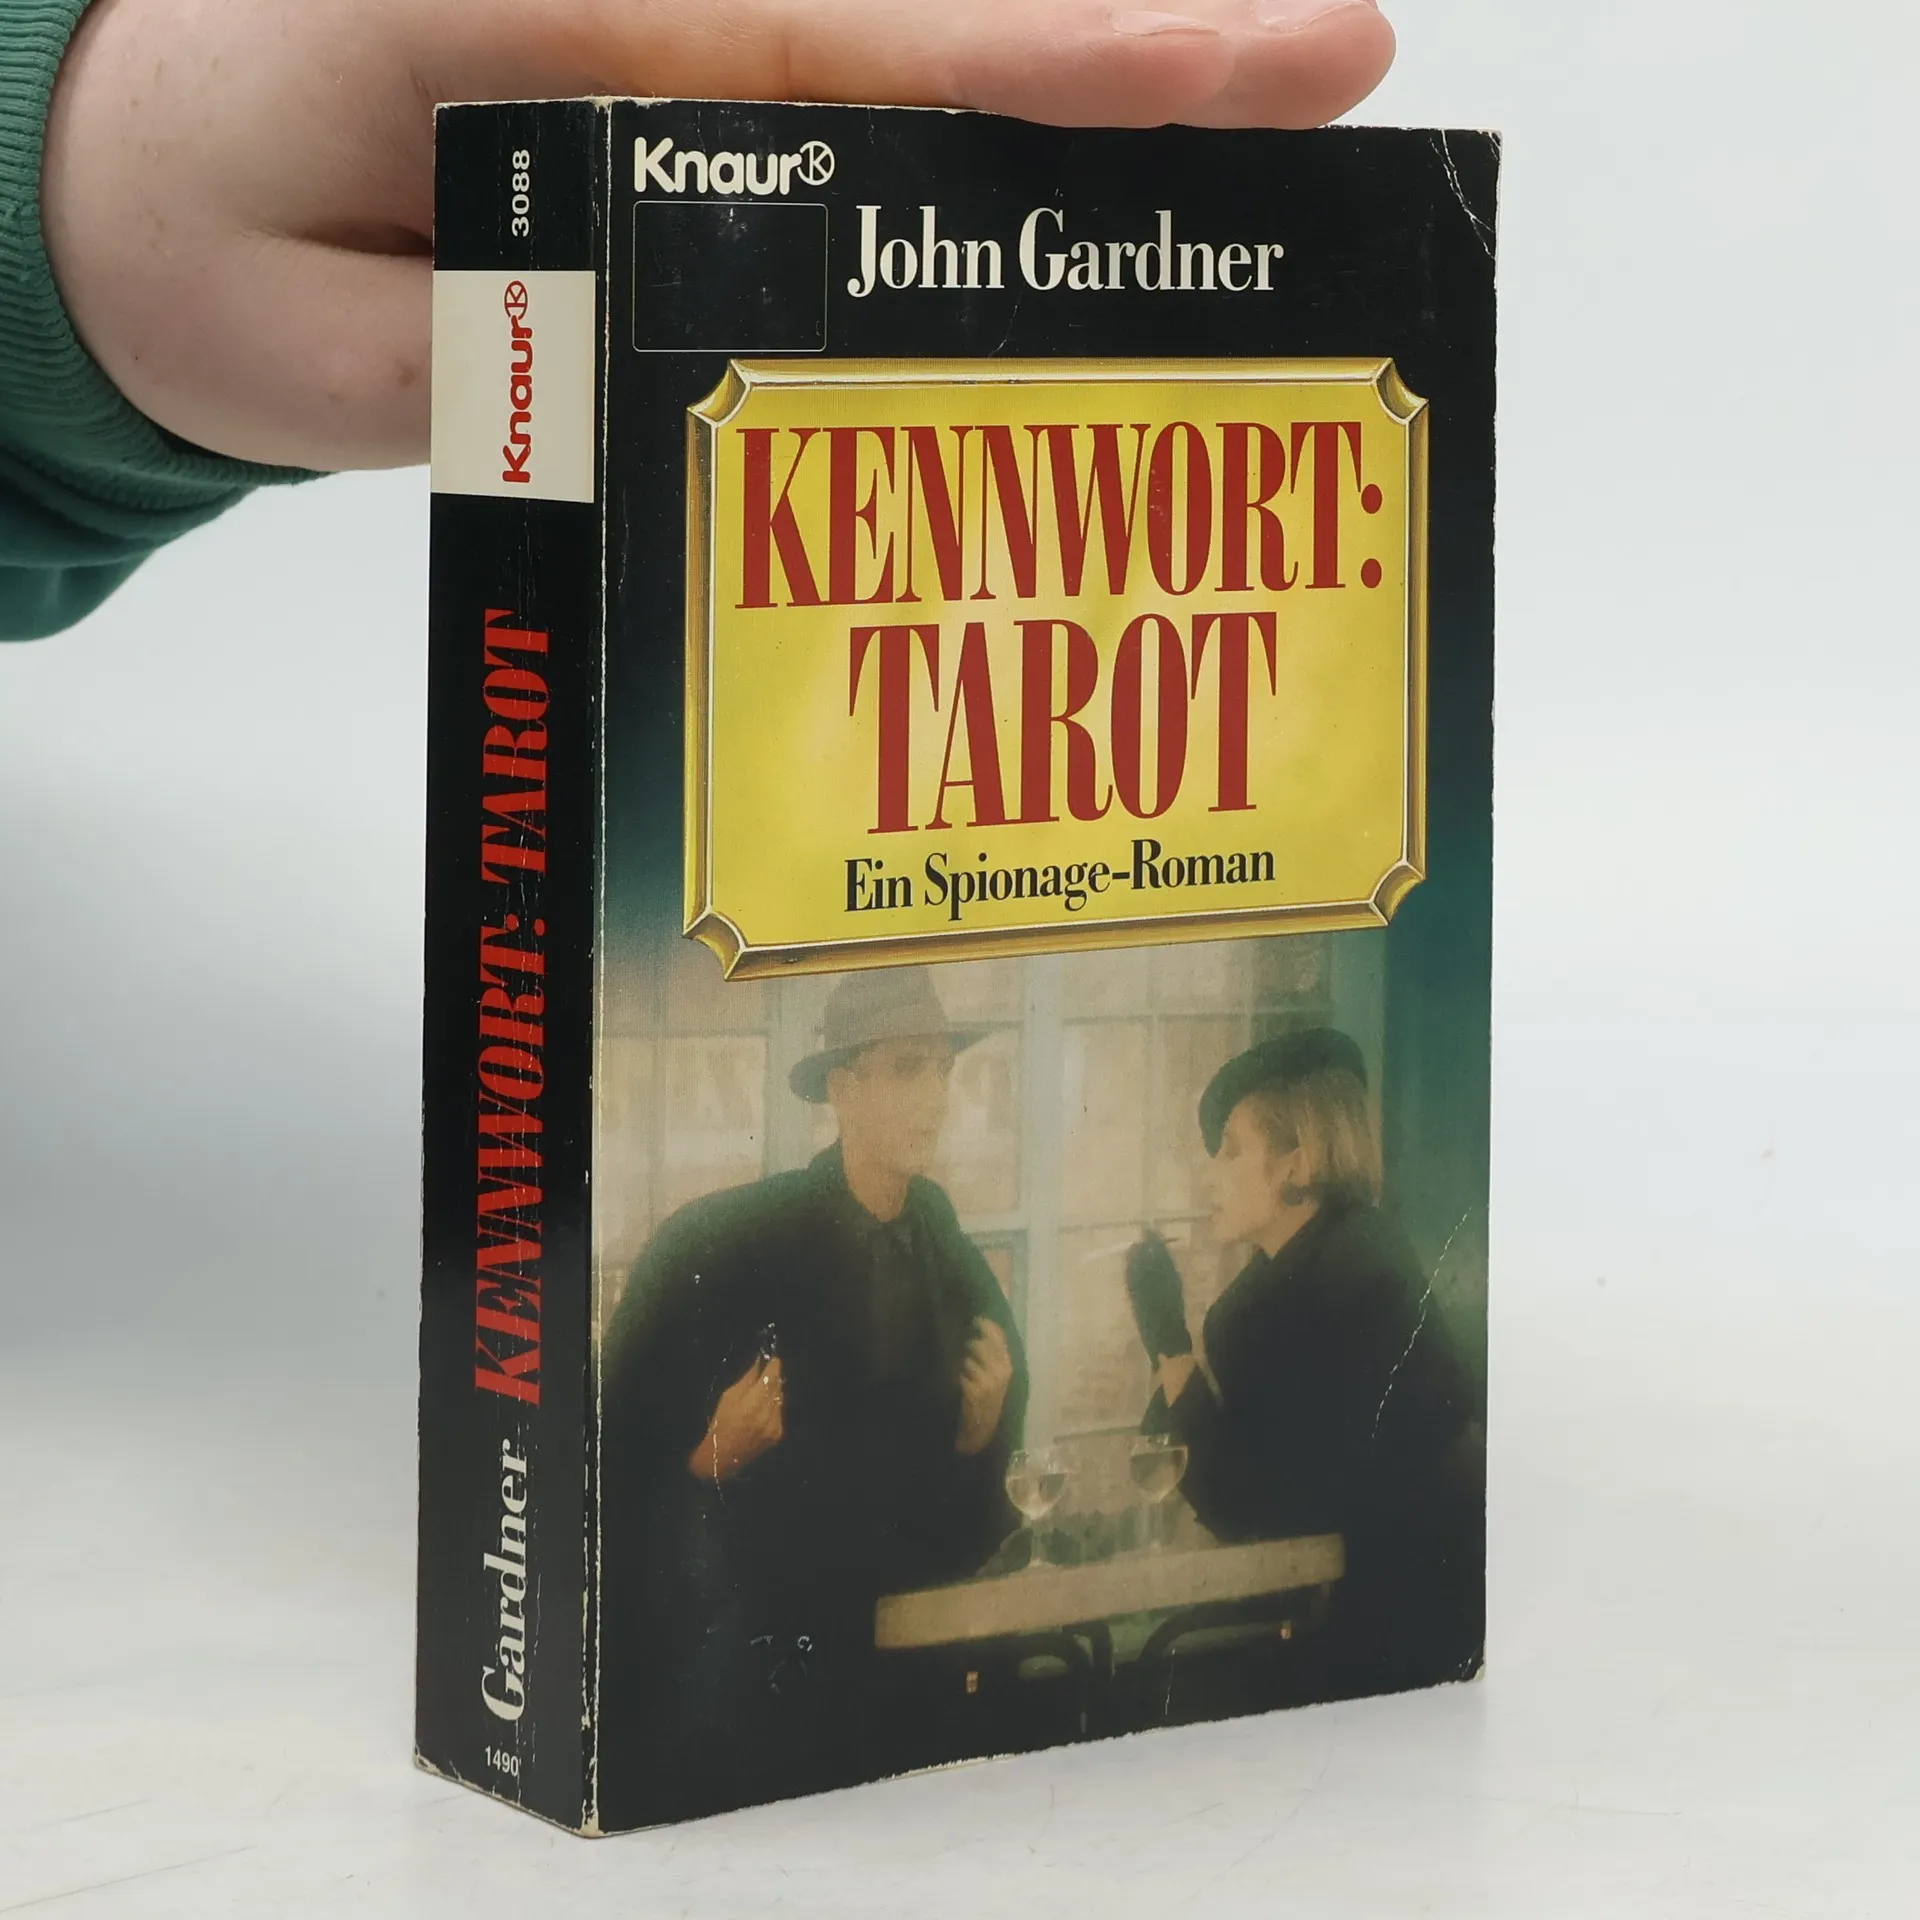 3088
Knaur
KENNWORT: TAROT
Gardner
1490
Knaur
John Gardner
KENNWORT:
TAROT
Ein Spionage-Roman